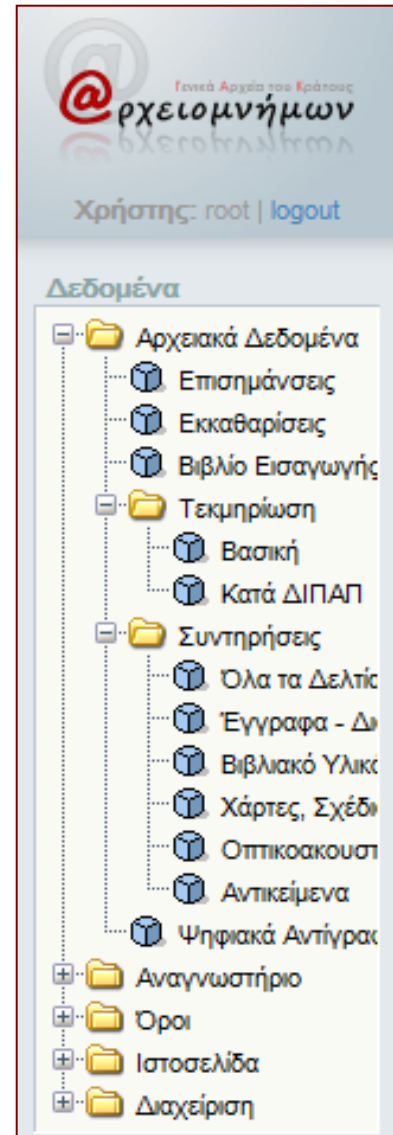 Γενικά Αρχεία του Κράτους
@ρχειομνήμων
Χρήστης: root | logout
Δεδομένα
Αρχειακά Δεδομένα
Επισημάνσεις
Εκκαθαρίσεις
Βιβλίο Εισαγωγής
Τεκμηρίωση
Βασική
Κατά ΔΙΠΑΠ
Συντηρήσεις
Όλα τα Δελτία
Έγγραφα - Δι
Βιβλιακό Υλικό
Χάρτες, Σχέδι
Οπτικοακουστ
Αντικείμενα
Ψηφιακά Αντίγρα
Αναγνωστήριο
Όροι
Ιστοσελίδα
Διαχείριση